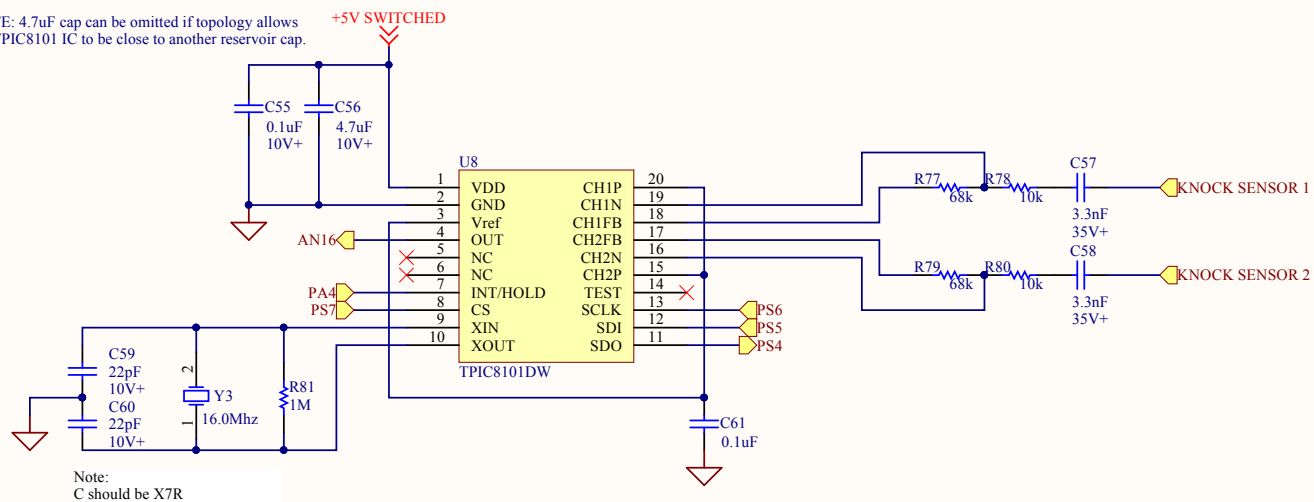 E: 4.7uF cap can be omitted if topology allows
TPIC8101 IC to be close to another reservoir cap.
+5V SWITCHED
C55
0.1uF
10V+
C56
4.7uF
10V+
U8
1 VDD CH1P 20
2 GND CH1N 19
3 Vref CH1FB 18
4 OUT CH2FB 17
5 NC CH2N 16
6 NC CH2P 15
7 INT/HOLD TEST 14
8 CS SCLK 13
9 XIN SDI 12
10 XOUT SDO 11
TPIC8101DW
AN16
PA4
PS7
PS6
PS5
PS4
R77
68k
R78
10k
C57
3.3nF
35V+
KNOCK SENSOR 1
R79
68k
R80
10k
C58
3.3nF
35V+
KNOCK SENSOR 2
C59
22pF
10V+
C60
22pF
10V+
2
Y3
1
16.0Mhz
R81
1M
C61
0.1uF
Note:
C should be X7R